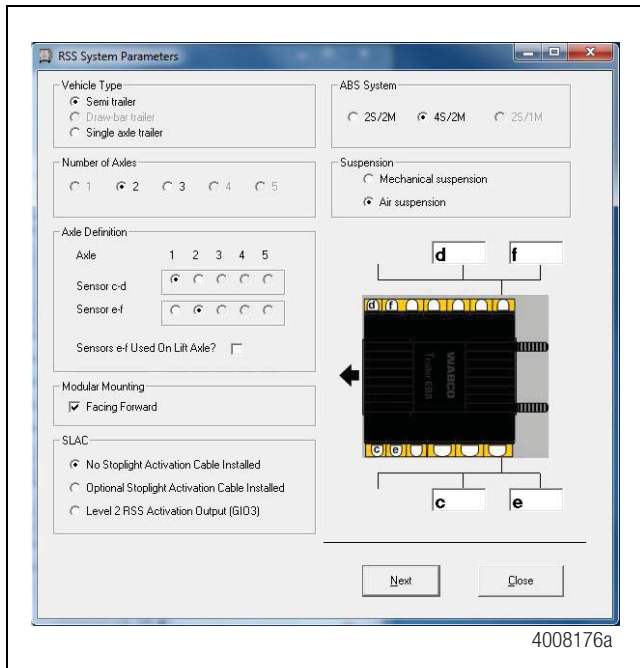 RSS System Parameters
Vehicle Type
Semi trailer
Draw-bar trailer
Single axle trailer
Number of Axles
1 2 3 4 5
Axle Definition
Axle 1 2 3 4 5
Sensor c-d
Sensor e-f
Sensors e-f Used On Lift Axle?
Modular Mounting
Facing Forward
SLAC
No Stoplight Activation Cable Installed
Optional Stoplight Activation Cable Installed
Level 2 RSS Activation Output (GIO3)
ABS System
2S/2M 4S/2M 2S/1M
Suspension
Mechanical suspension
Air suspension
d f
d f
WABCO
Trailer EBS
c e
c e
Next Close
4008176a